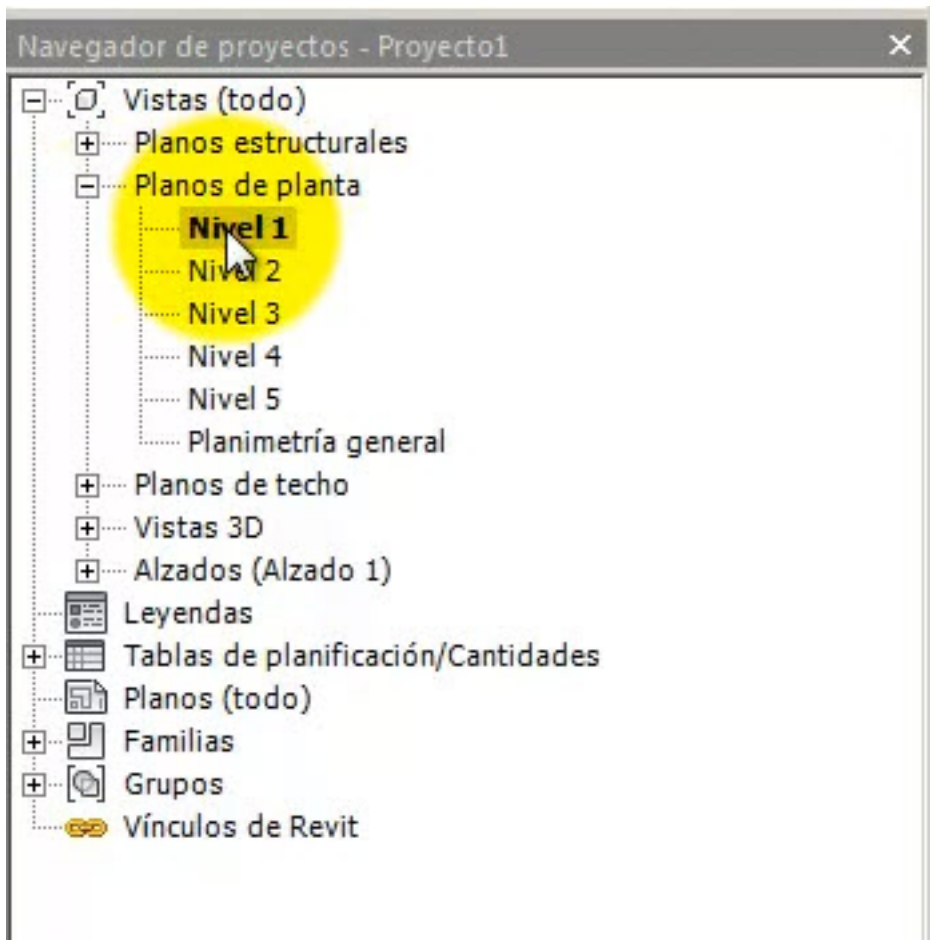 Navegador de proyectos - Proyecto1
Vistas (todo)
Planos estructurales
Planos de planta
Nivel 1
Nivel 2
Nivel 3
Nivel 4
Nivel 5
Planimetría general
Planos de techo
Vistas 3D
Alzados (Alzado 1)
Leyendas
Tablas de planificación/Cantidades
Planos (todo)
Familias
Grupos
Vínculos de Revit